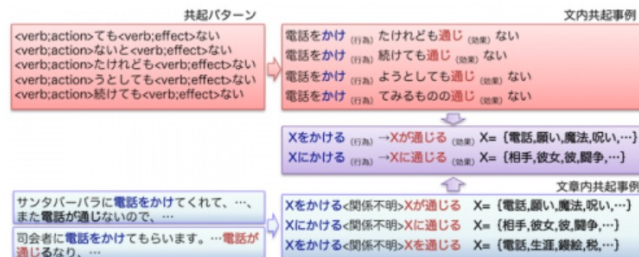 共起パターン
<verb;action>ても<verb;effect>ない
<verb;action>ないと<verb;effect>ない
<verb;action>たけれども<verb;effect>ない
<verb;action>うとしても<verb;effect>ない
<verb;action>続けても<verb;effect>ない
文内共起事例
電話をかけ (行為) たけれども通じ (効果) ない
電話をかけ (行為) 続けても通じ (効果) ない
電話をかけ (行為) ようとしても通じ (効果) ない
電話をかけ (行為) てみるものの通じ (効果) ない
Xをかける (行為) →Xが通じる (効果) X= {電話,願い,魔法,呪い,…}
Xにかける (行為) →Xに通じる (効果) X= {相手,彼女,彼,闘争,…}
文章内共起事例
サンタバーバラに電話をかけてくれて、…、
また電話が通じないので、…
司会者に電話をかけてもらいます。…電話が
通じるなり、…
Xをかける<関係不明>Xが通じる X= {電話,願い,魔法,呪い,…}
Xにかける<関係不明>Xに通じる X= {相手,彼女,彼,闘争,…}
Xをかける<関係不明>Xを通じる X= {電話,生涯,鏝絵,税,…}